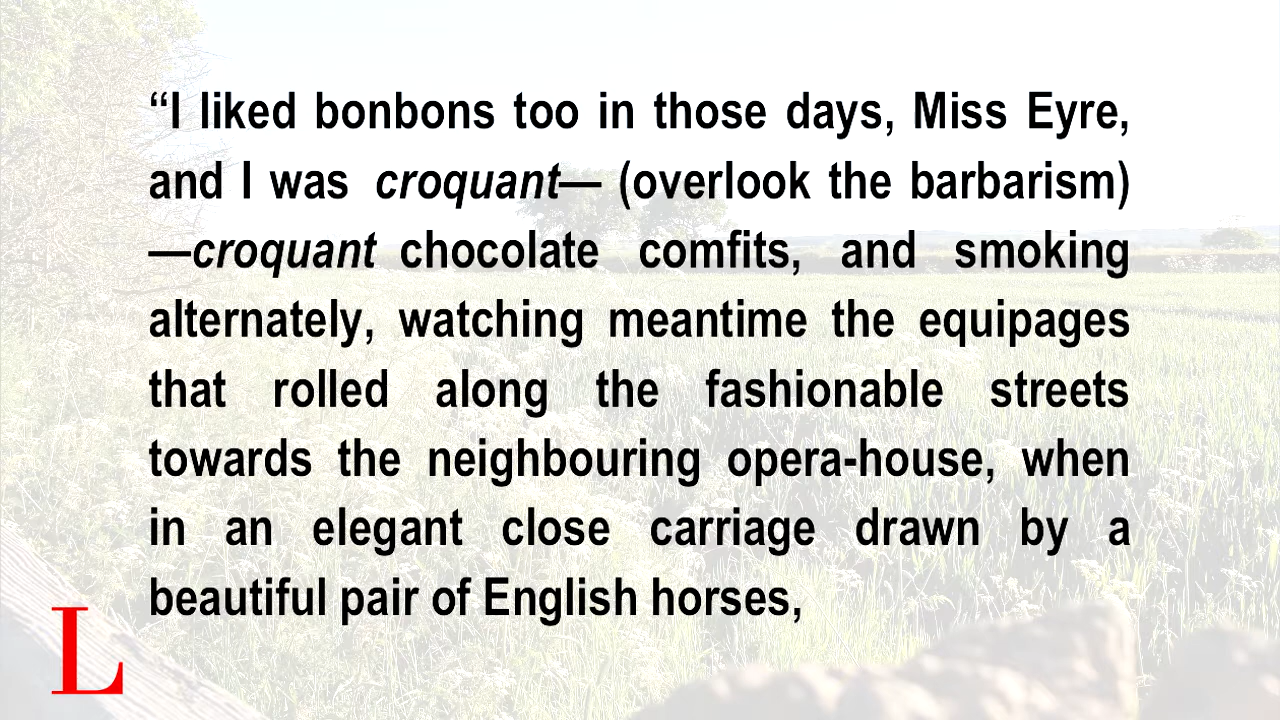 “I liked bonbons too in those days, Miss Eyre,
and I was croquant— (overlook the barbarism)
—croquant chocolate comfits, and smoking
alternately, watching meantime the equipages
that rolled along the fashionable streets
towards the neighbouring opera-house, when
in an elegant close carriage drawn by a
beautiful pair of English horses,
L